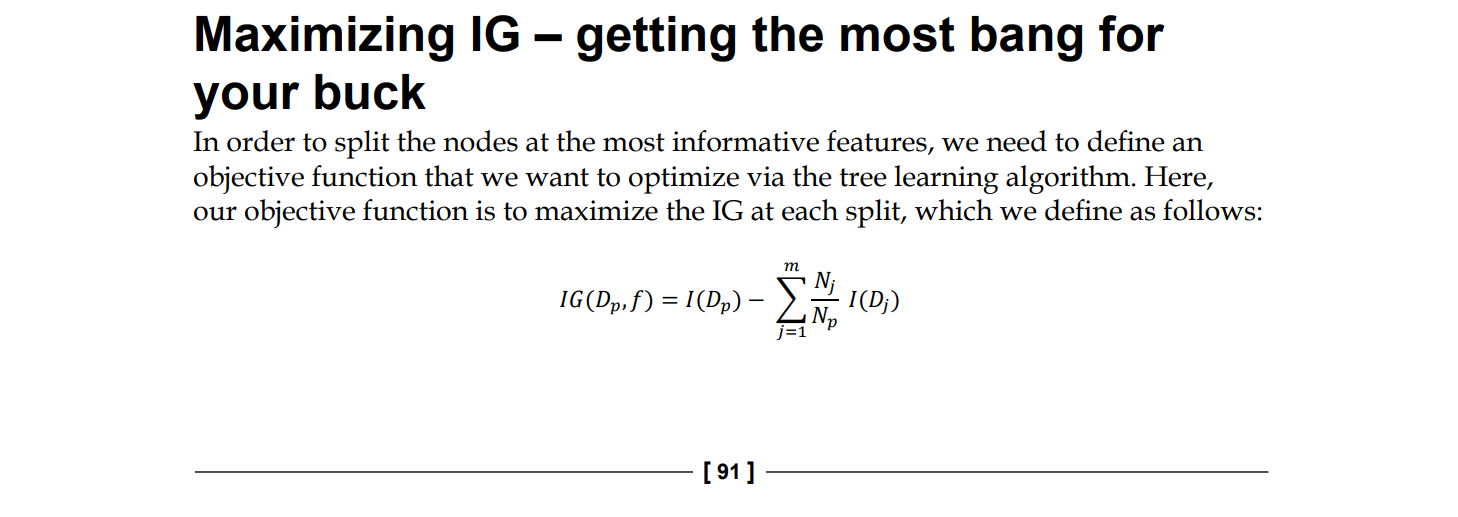 Maximizing IG – getting the most bang for
your buck
In order to split the nodes at the most informative features, we need to define an
objective function that we want to optimize via the tree learning algorithm. Here,
our objective function is to maximize the IG at each split, which we define as follows:
IG(D_p, f) = I(D_p) − ∑_{j=1}^{m} \frac{N_j}{N_p} I(D_j)
[ 91 ]